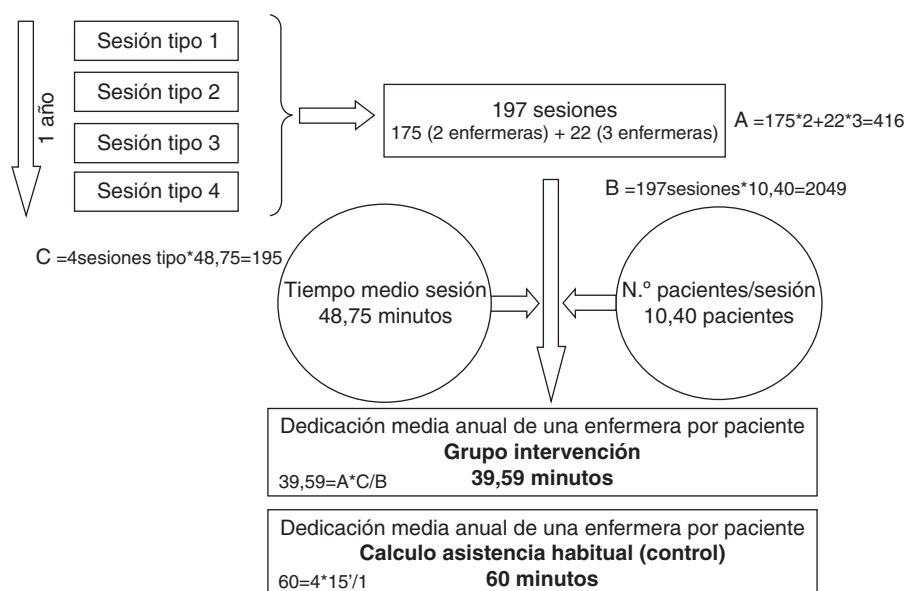 1 año
Sesión tipo 1
Sesión tipo 2
Sesión tipo 3
Sesión tipo 4
197 sesiones
175 (2 enfermeras) + 22 (3 enfermeras)
A =175*2+22*3=416
B =197sesiones*10,40=2049
C =4sesiones tipo*48,75=195
Tiempo medio sesión
48,75 minutos
N.º pacientes/sesión
10,40 pacientes
Dedicación media anual de una enfermera por paciente
Grupo intervención
39,59=A*C/B 39,59 minutos
Dedicación media anual de una enfermera por paciente
Calculo asistencia habitual (control)
60=4*15'/1 60 minutos